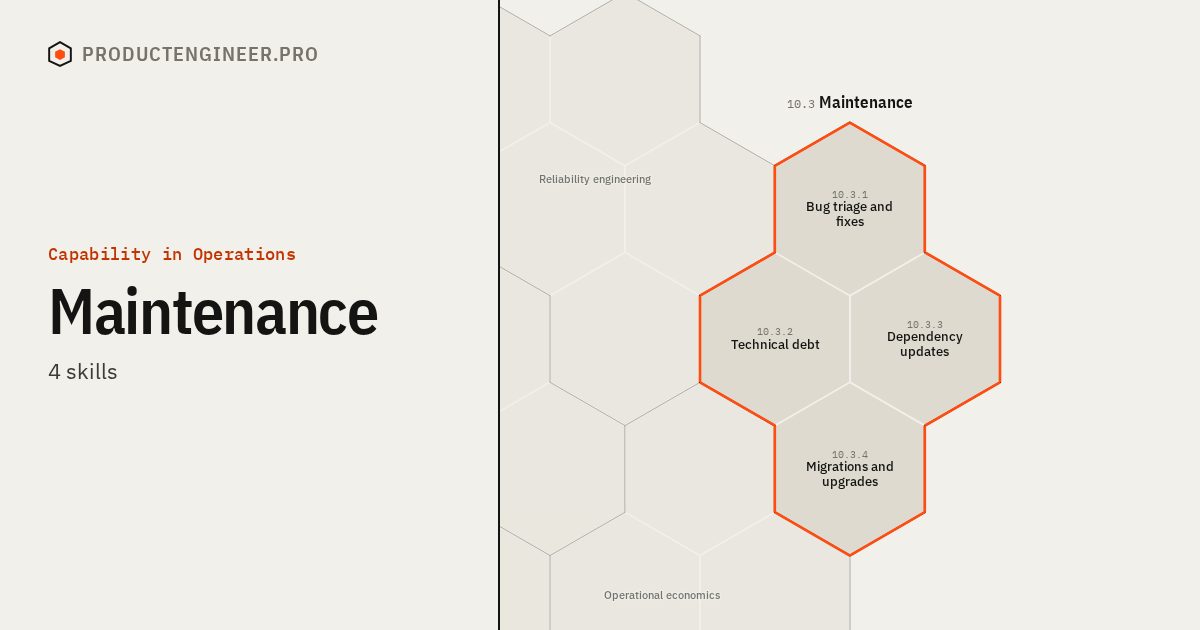 PRODUCTENGINEER.PRO
Capability in Operations
Maintenance
4 skills
10.3 Maintenance
Reliability engineering
10.3.1
Bug triage and
fixes
10.3.2
Technical debt
10.3.3
Dependency
updates
10.3.4
Migrations and
upgrades
Operational economics